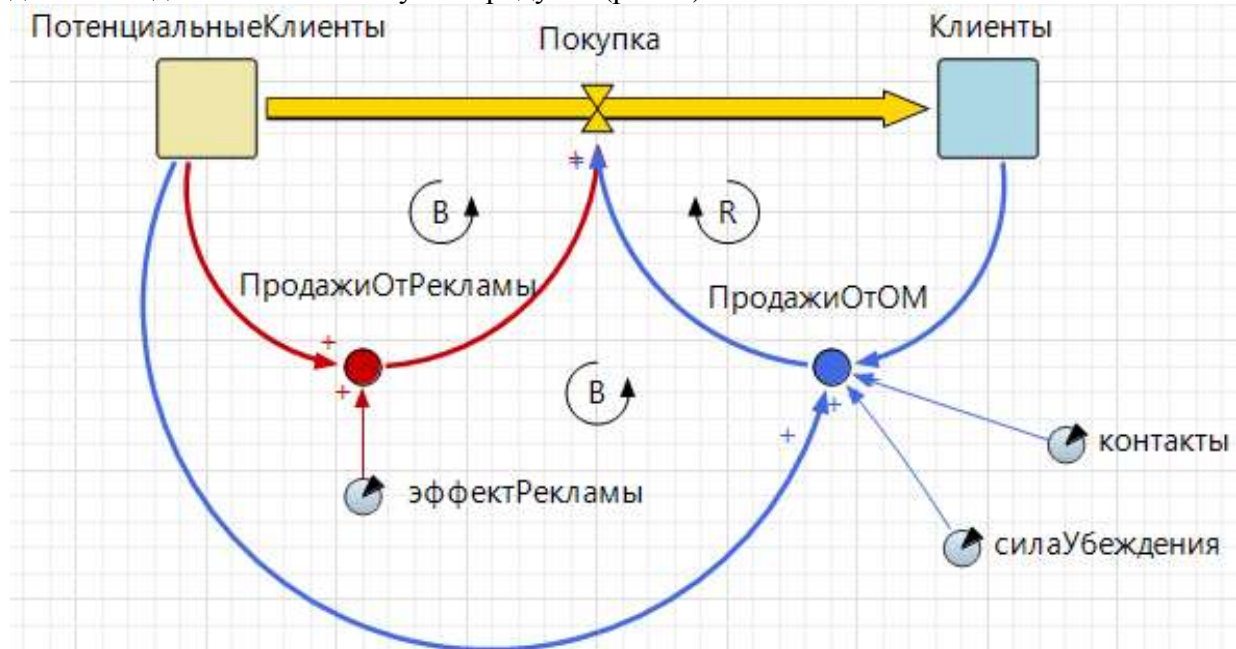 ПотенциальныеКлиенты
Покупка
Клиенты
+
B
R
ПродажиОтРекламы
ПродажиОтОМ
+
+
B
+
+
контакты
эффектРекламы
силаУбеждения